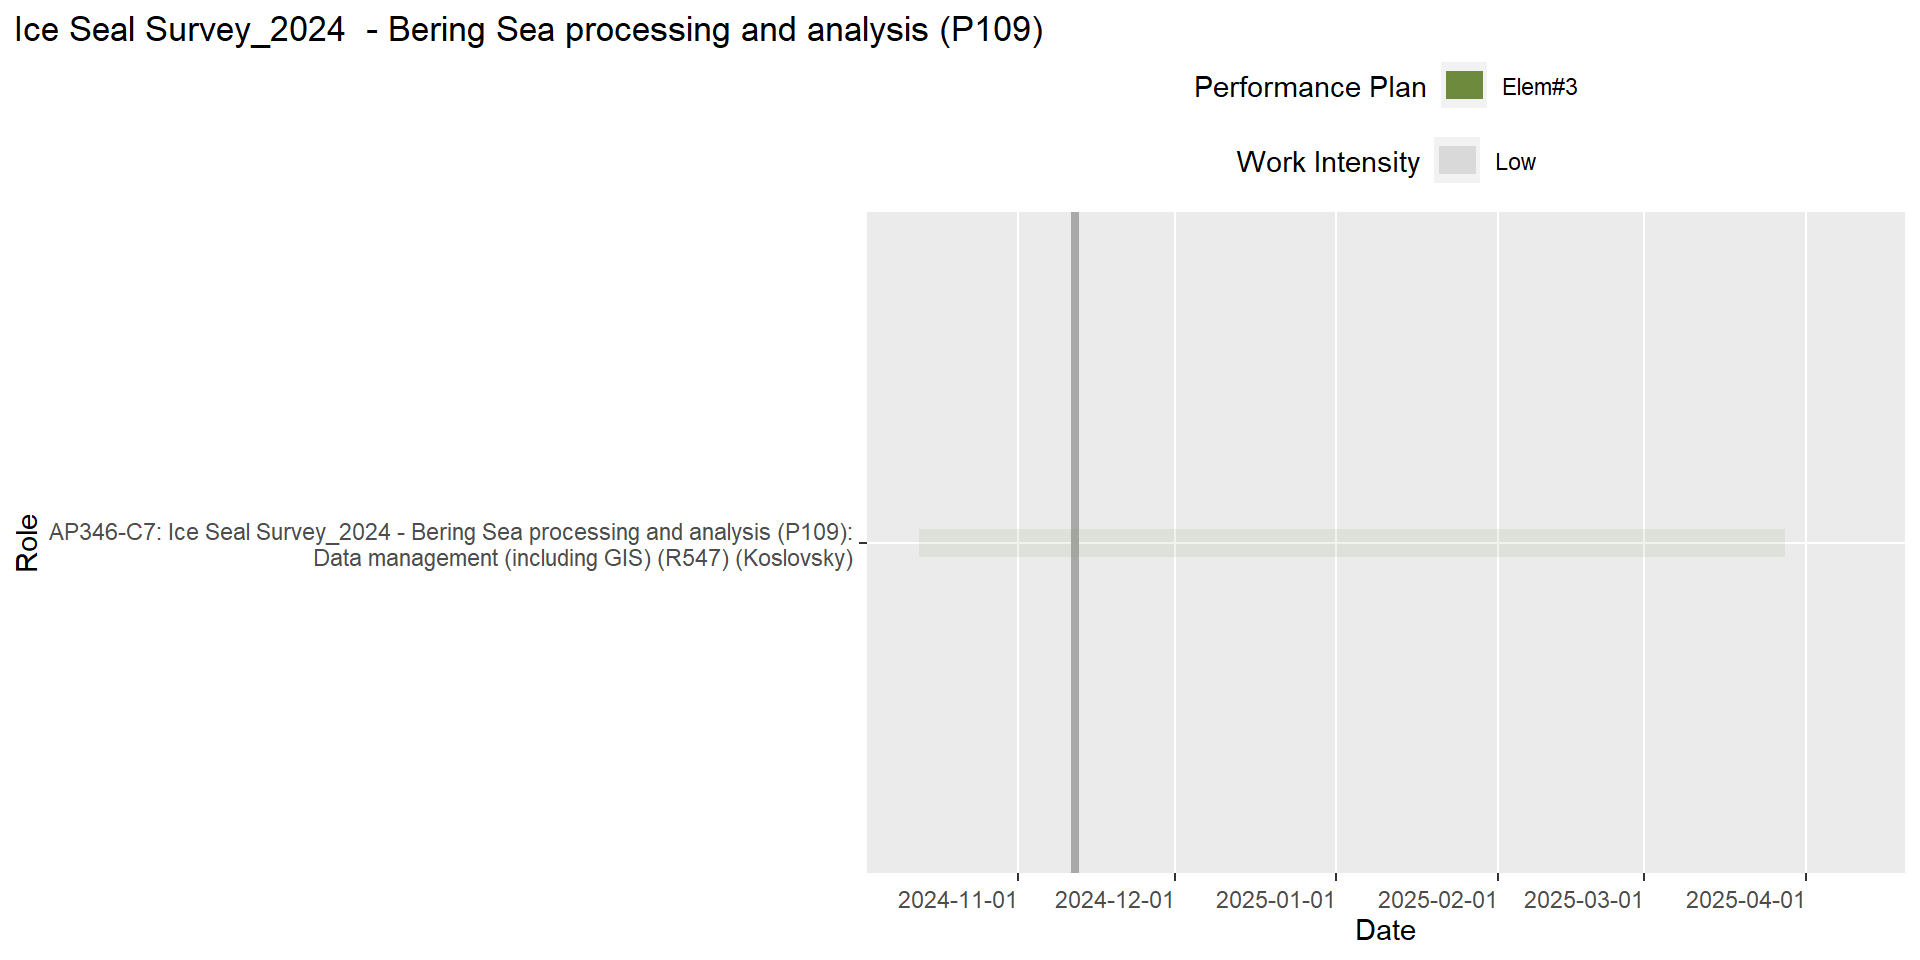 Ice Seal Survey_2024  - Bering Sea processing and analysis (P109)
Performance Plan Elem#3
Work Intensity Low
Role
AP346-C7: Ice Seal Survey_2024 - Bering Sea processing and analysis (P109):
Data management (including GIS) (R547) (Koslovsky)
2024-11-01 2024-12-01 2025-01-01 2025-02-01 2025-03-01 2025-04-01
Date